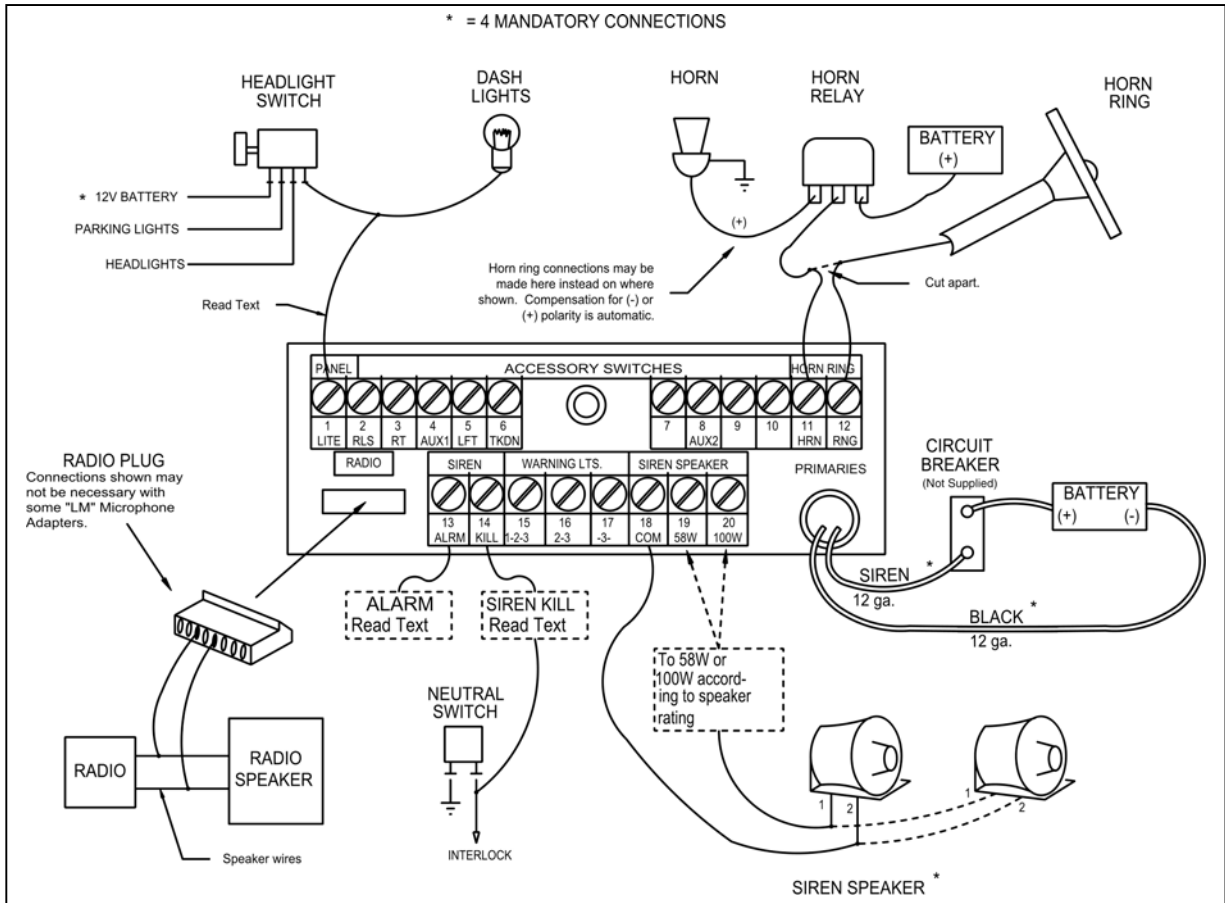 * = 4 MANDATORY CONNECTIONS
HEADLIGHT
SWITCH
DASH
LIGHTS
HORN
HORN
RELAY
HORN
RING
BATTERY
(+)
* 12V BATTERY
PARKING LIGHTS
HEADLIGHTS
(+)
Read Text
Horn ring connections may be
made here instead on where
shown. Compensation for (-) or
(+) polarity is automatic.
Cut apart.
PANEL
ACCESSORY SWITCHES
HORN RING
1 2 3 4 5 6 7 8 9 10 11 12
LITE RLS RT AUX1 LFT TKDN AUX2 HRN RNG
RADIO
SIREN
WARNING LTS.
SIREN SPEAKER
PRIMARIES
13 14 15 16 17 18 19 20
ALRM KILL 1-2-3 2-3 -3- COM 58W 100W
RADIO PLUG
Connections shown may
not be necessary with
some "LM" Microphone
Adapters.
CIRCUIT
BREAKER
(Not Supplied)
BATTERY
(+) (-)
SIREN *
12 ga.
BLACK *
12 ga.
ALARM
Read Text
SIREN KILL
Read Text
To 58W or
100W accord-
ing to speaker
rating
NEUTRAL
SWITCH
INTERLOCK
RADIO
RADIO
SPEAKER
Speaker wires
1 2
1 2
SIREN SPEAKER *